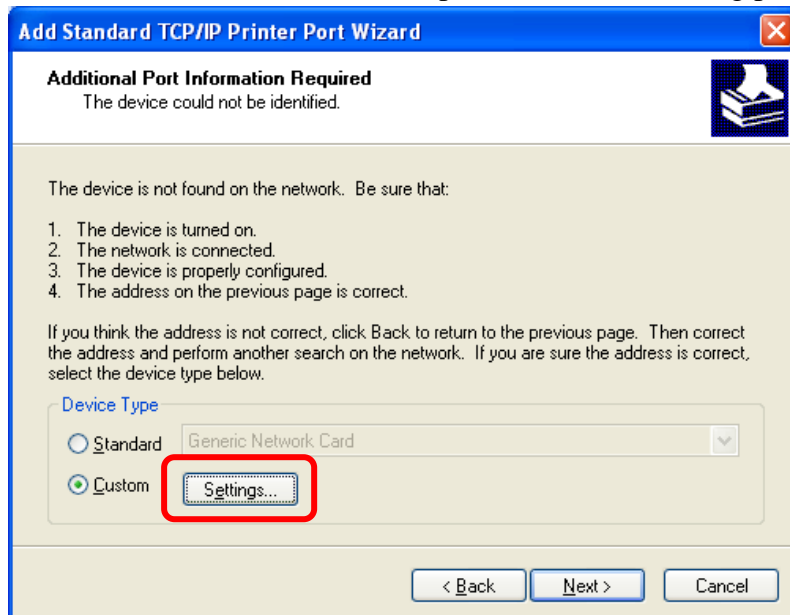 Add Standard TCP/IP Printer Port Wizard
Additional Port Information Required
The device could not be identified.
The device is not found on the network. Be sure that:
1. The device is turned on.
2. The network is connected.
3. The device is properly configured.
4. The address on the previous page is correct.
If you think the address is not correct, click Back to return to the previous page. Then correct
the address and perform another search on the network. If you are sure the address is correct,
select the device type below.
Device Type
Standard Generic Network Card
Custom Settings...
< Back Next > Cancel